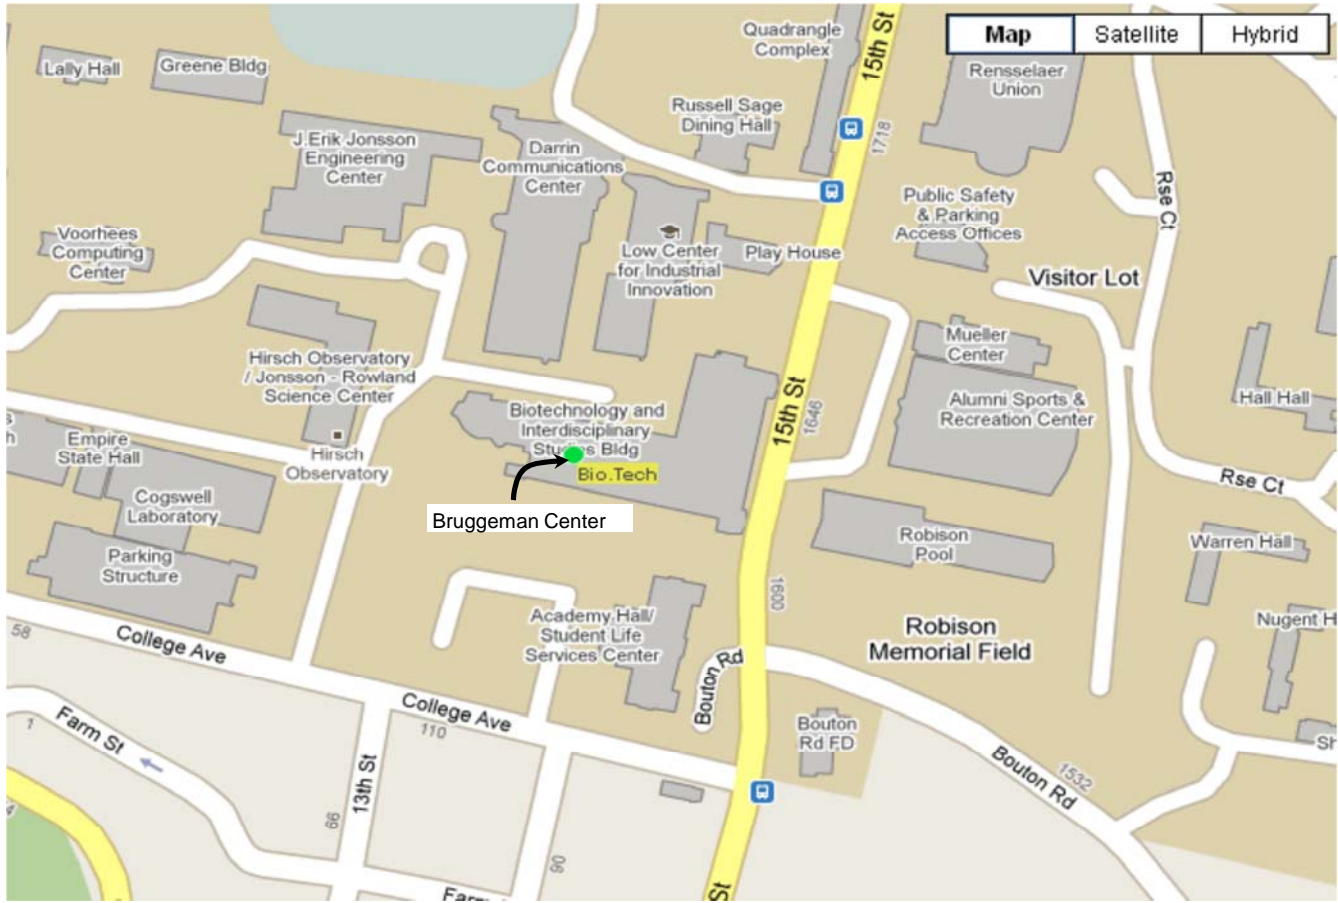 Map
Satellite
Hybrid
Quadrangle
Complex
15th St
Rensselaer
Union
Lally Hall
Greene Bldg
Russell Sage
Dining Hall
1718
J.Erik Jonsson
Engineering
Center
Darrin
Communications
Center
Rse Ct
Public Safety
& Parking
Access Offices
Voorhees
Computing
Center
Low Center
for Industrial
Innovation
Play House
Visitor Lot
Mueller
Center
Hirsch Observatory
/ Jonsson - Rowland
Science Center
Biotechnology and
Interdisciplinary
Studies Bldg
Bio.Tech
15th St
1646
Alumni Sports &
Recreation Center
Hall Hall
Empire
State Hall
Hirsch
Observatory
Rse Ct
Cogswell
Laboratory
Bruggeman Center
Robison
Pool
Warren Hall
Parking
Structure
1600
Academy Hall/
Student Life
Services Center
Robison
Memorial Field
Nugent H
58
College Ave
Bouton Rd
College Ave
110
Bouton
Rd FD
1
Farm St
Sh
Bouton Rd
1532
13th St
66
90
Farm
St